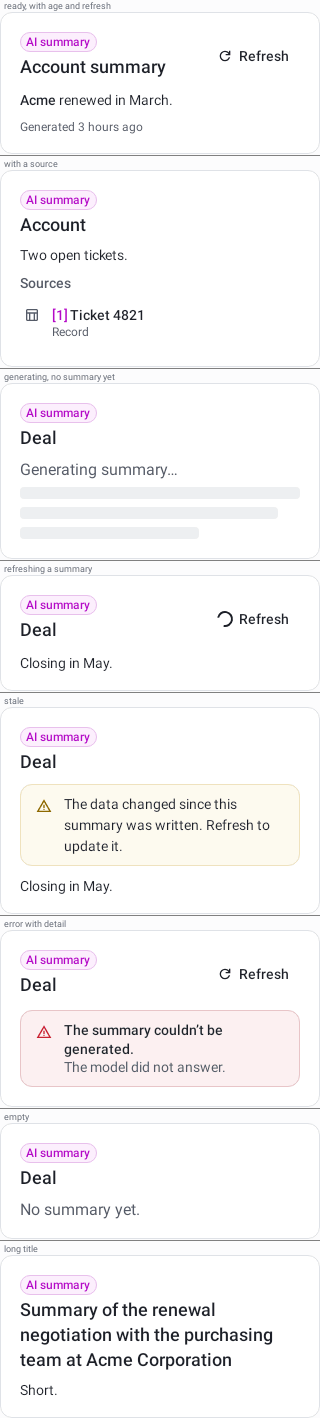 ready, with age and refresh
AI summary
Account summary
Refresh
Acme renewed in March.
Generated 3 hours ago
with a source
AI summary
Account
Two open tickets.
Sources
[1] Ticket 4821
Record
generating, no summary yet
AI summary
Deal
Generating summary…
refreshing a summary
AI summary
Deal
Refresh
Closing in May.
stale
AI summary
Deal
The data changed since this
summary was written. Refresh to
update it.
Closing in May.
error with detail
AI summary
Deal
Refresh
The summary couldn’t be
generated.
The model did not answer.
empty
AI summary
Deal
No summary yet.
long title
AI summary
Summary of the renewal
negotiation with the purchasing
team at Acme Corporation
Short.